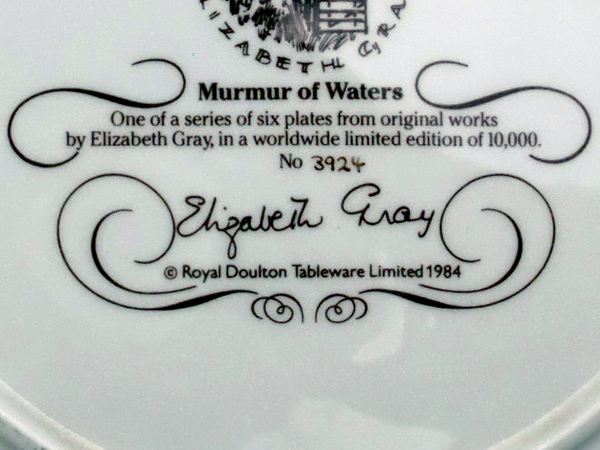 ELIZABETH GRA
Murmur of Waters
One of a series of six plates from original works
by Elizabeth Gray, in a worldwide limited edition of 10,000.
No 3924
Elizabeth Gray
© Royal Doulton Tableware Limited 1984